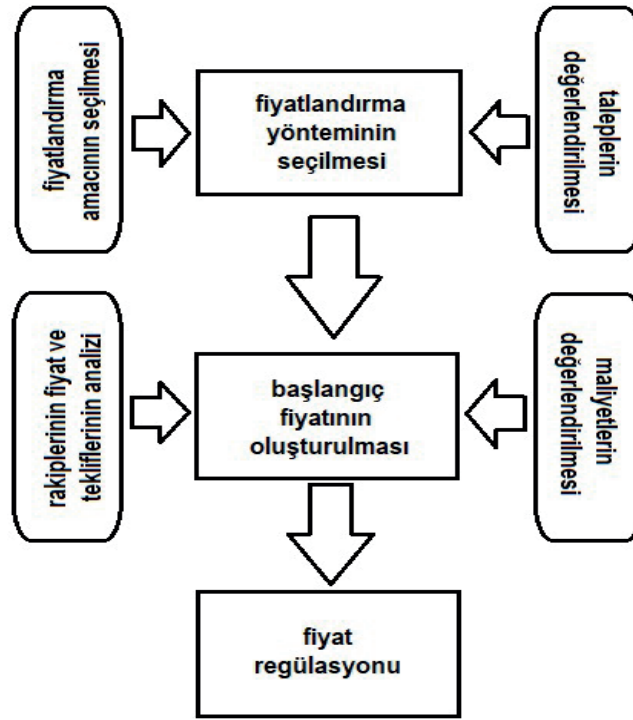 fiyatlandırma
amacının seçilmesi
fiyatlandırma
yönteminin
seçilmesi
taleplerin
değerlendirilmesi
rakiplerinin fiyat ve
tekliflerinin analizi
başlangıç
fiyatının
oluşturulması
maliyetlerin
değerlendirilmesi
fiyat
regülasyonu